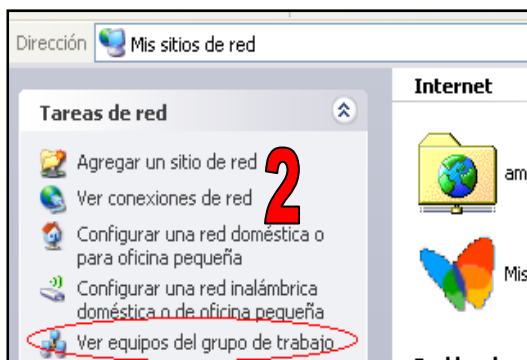 Dirección Mis sitios de red
Tareas de red
Agregar un sitio de red
Ver conexiones de red
2
Configurar una red doméstica o
para oficina pequeña
Configurar una red inalámbrica
doméstica o de oficina pequeña
Ver equipos del grupo de trabajo
Internet
am
Mis